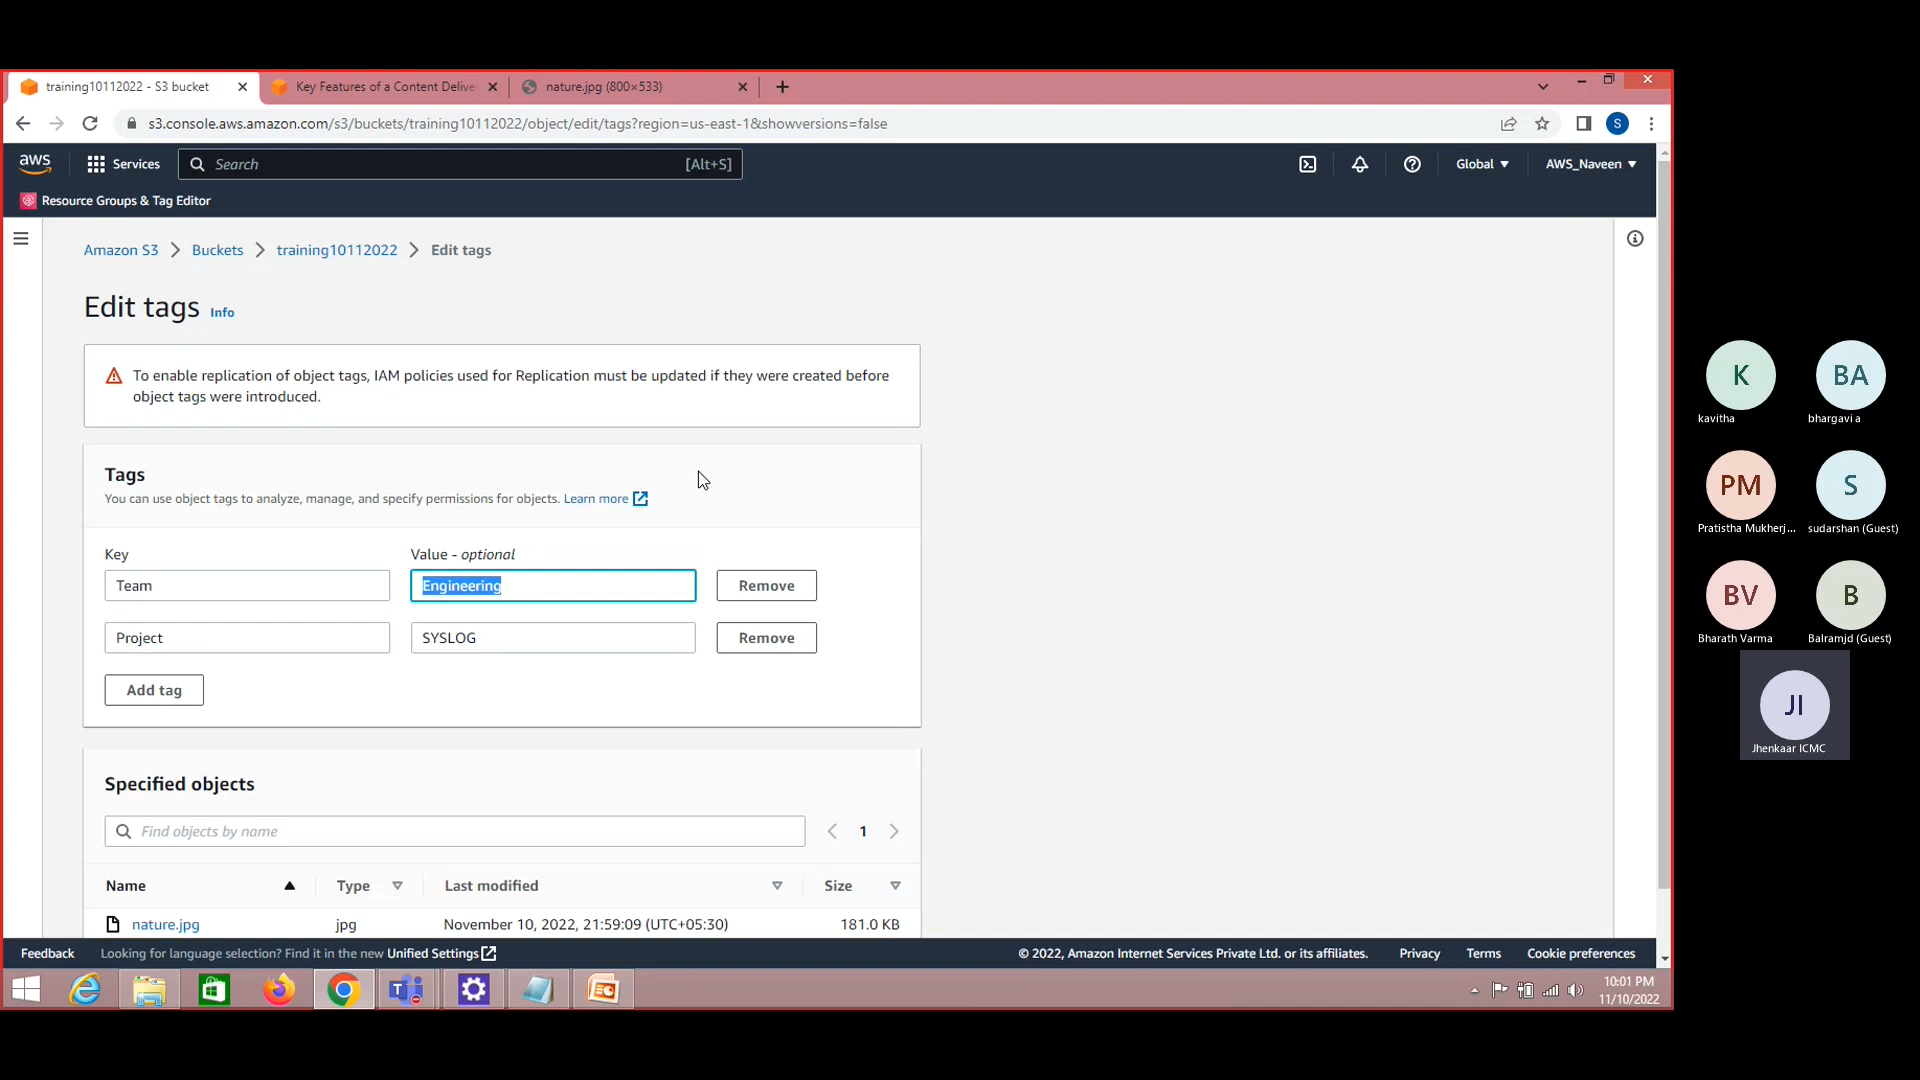 training10112022 - S3 bucket
Key Features of a Content Delive
nature.jpg (800×533)
s3.console.aws.amazon.com/s3/buckets/training10112022/object/edit/tags?region=us-east-1&showversions=false
S
aws
Services
Search
[Alt+S]
Global
AWS_Naveen
Resource Groups & Tag Editor
Amazon S3 > Buckets > training10112022 > Edit tags
Edit tags Info
To enable replication of object tags, IAM policies used for Replication must be updated if they were created before
object tags were introduced.
Tags
You can use object tags to analyze, manage, and specify permissions for objects. Learn more
Key
Value - optional
Team
Engineering
Remove
Project
SYSLOG
Remove
Add tag
Specified objects
Find objects by name
1
Name
Type
Last modified
Size
nature.jpg
jpg
November 10, 2022, 21:59:09 (UTC+05:30)
181.0 KB
Feedback
Looking for language selection? Find it in the new Unified Settings
© 2022, Amazon Internet Services Private Ltd. or its affiliates.
Privacy
Terms
Cookie preferences
10:01 PM
11/10/2022
K
kavitha
BA
bhargavi a
PM
Pratistha Mukherj...
S
sudarshan (Guest)
BV
Bharath Varma
B
Balramjd (Guest)
JI
Jhenkaar ICMC